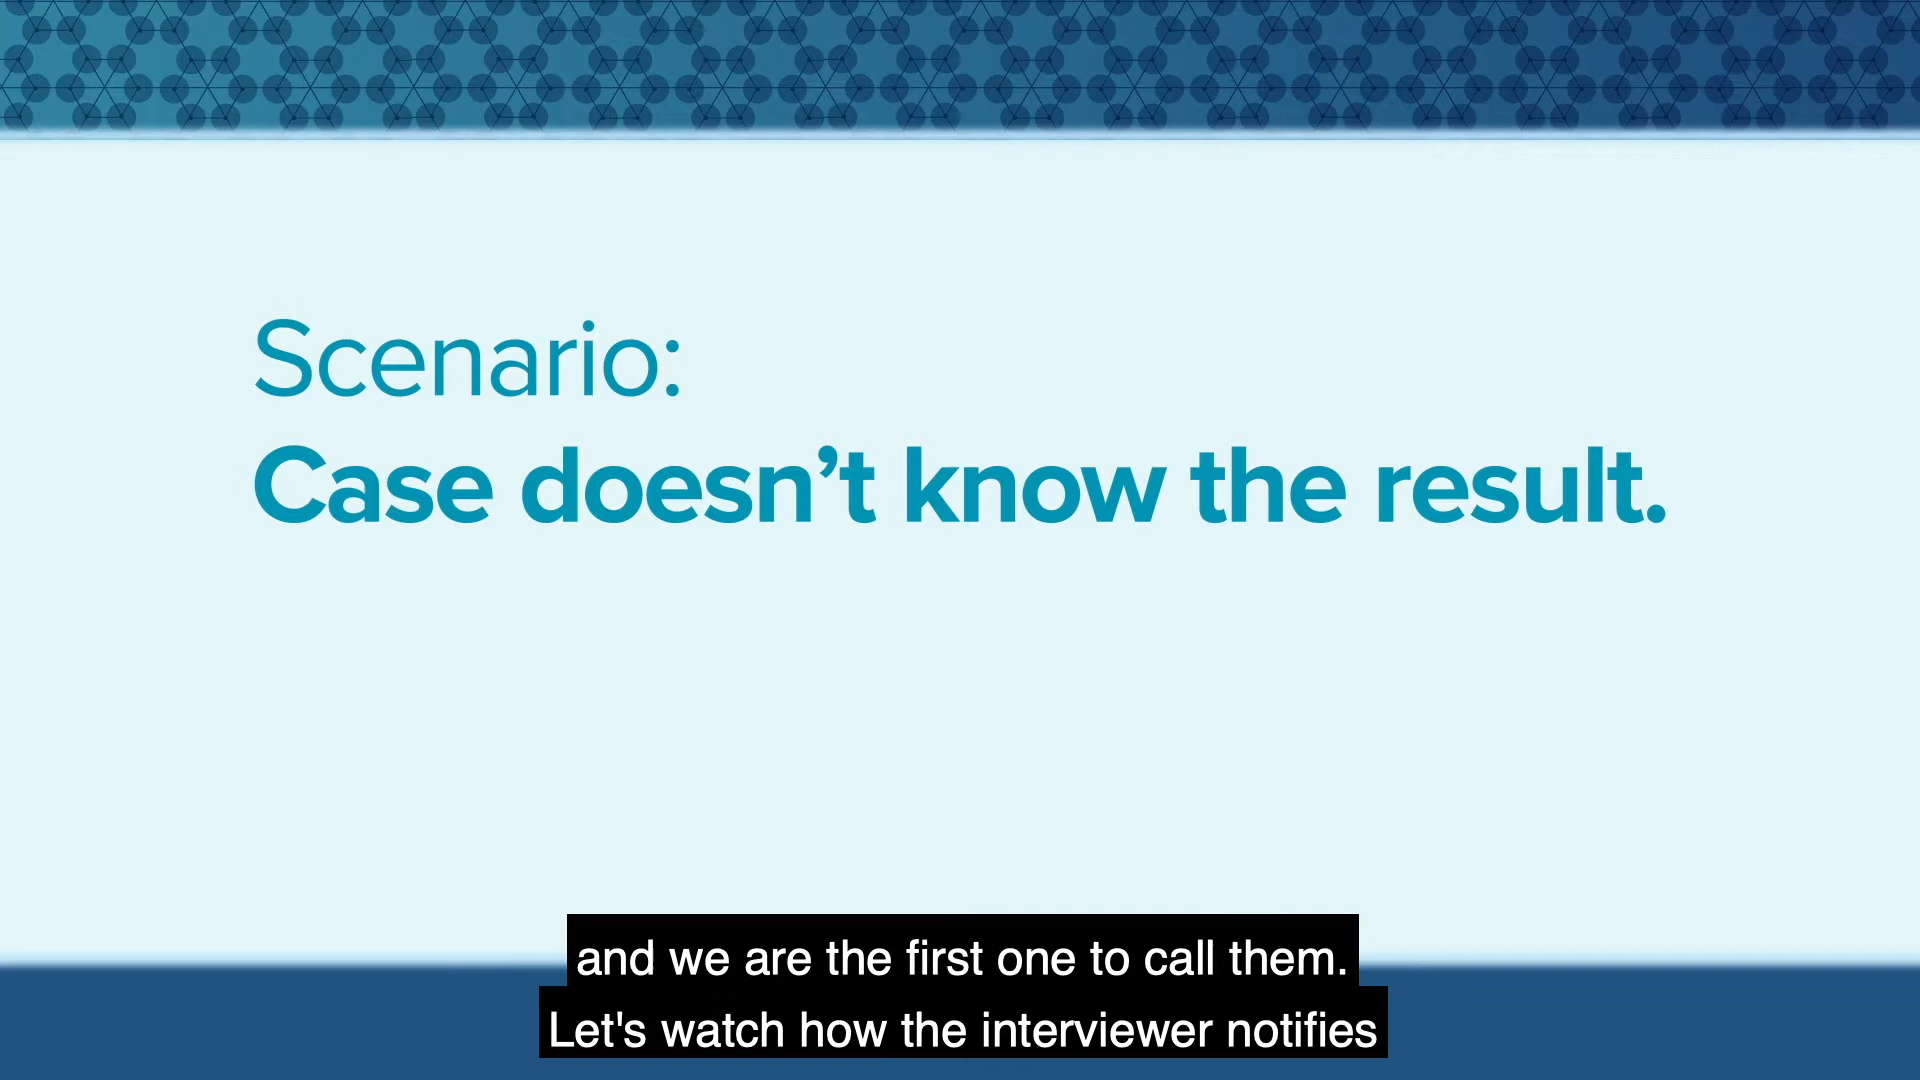 Scenario:
Case doesn’t know the result.
and we are the first one to call them.
Let's watch how the interviewer notifies